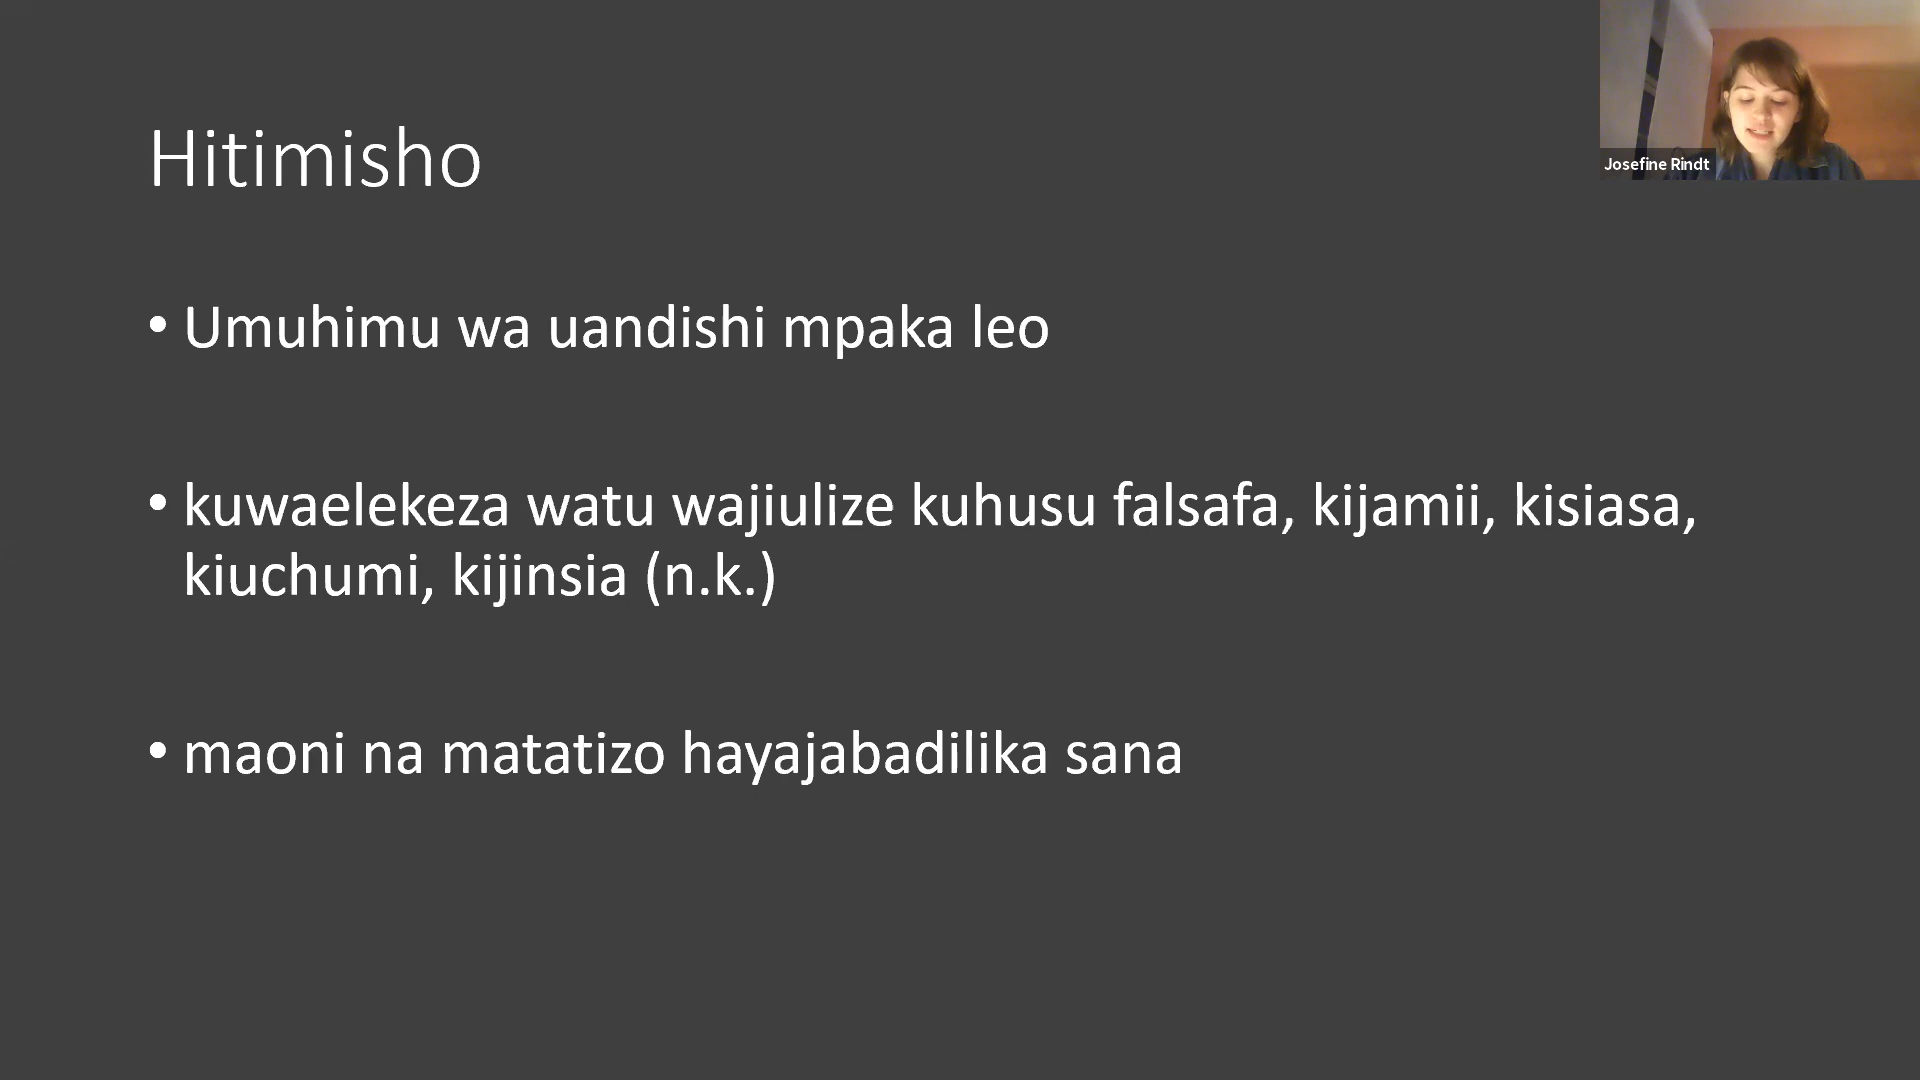 Hitimisho
• Umuhimu wa uandishi mpaka leo
• kuwaelekeza watu wajiulize kuhusu falsafa, kijamii, kisiasa,
kiuchumi, kijinsia (n.k.)
• maoni na matatizo hayajabadilika sana
Josefine Rindt